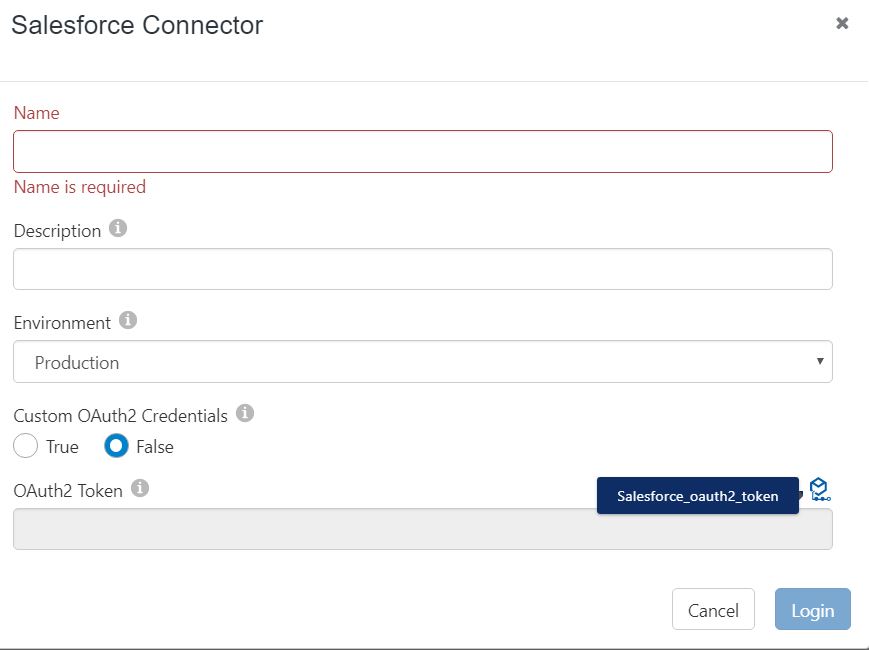 Salesforce Connector
Name
Name is required
Description
Environment
Production
Custom OAuth2 Credentials
True False
OAuth2 Token
Salesforce_oauth2_token
Cancel Login